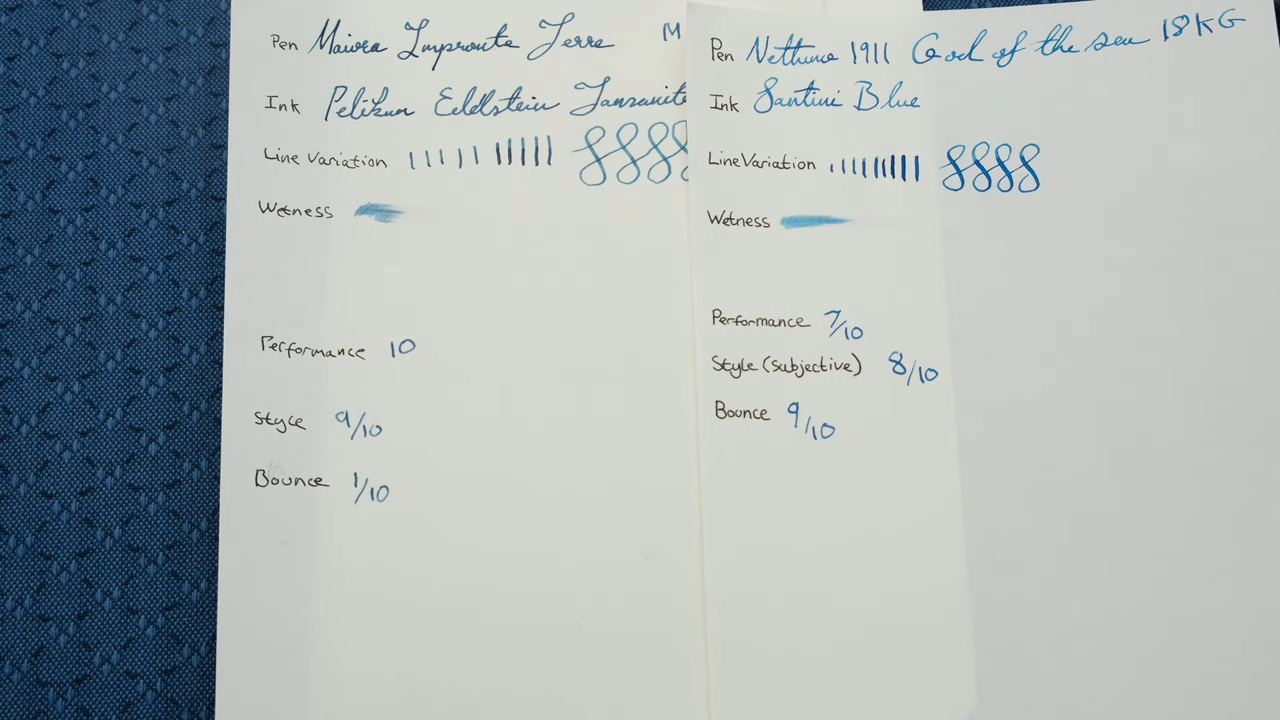 Pen Maiora Impronte Terre M
Ink Pelikan Eeldstein Tanzanite
Line Variation
Wetness
Performance 10
Style 9/10
Bounce 1/10
Pen Nettuno 1911 God of the sea 18KG
Ink Santini Blue
Line Variation
Wetness
Performance 7/10
Style (subjective) 8/10
Bounce 9/10